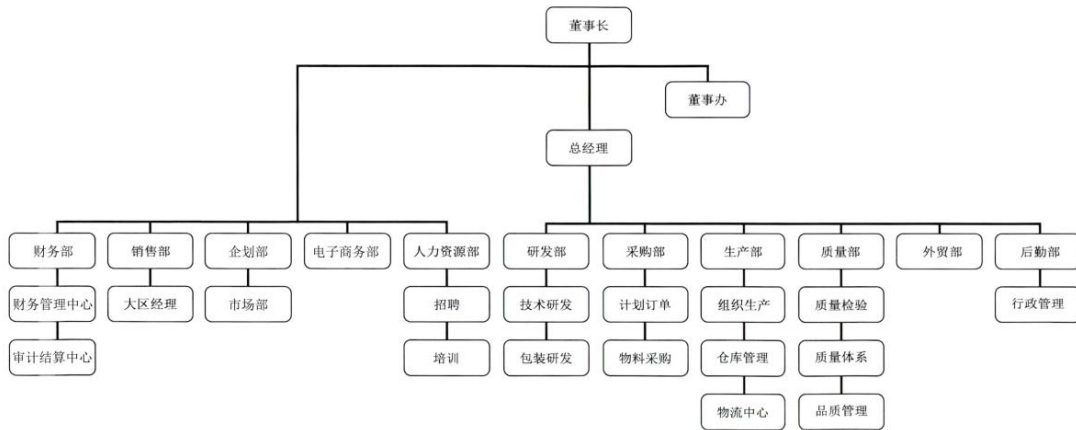 董事长
董事办
总经理
财务部 销售部 企划部 电子商务部 人力资源部 研发部 采购部 生产部 质量部 外贸部 后勤部
财务管理中心 大区经理 市场部 招聘 技术研发 计划订单 组织生产 质量检验 行政管理
审计结算中心 培训 包装研发 物料采购 仓库管理 质量体系
物流中心 品质管理